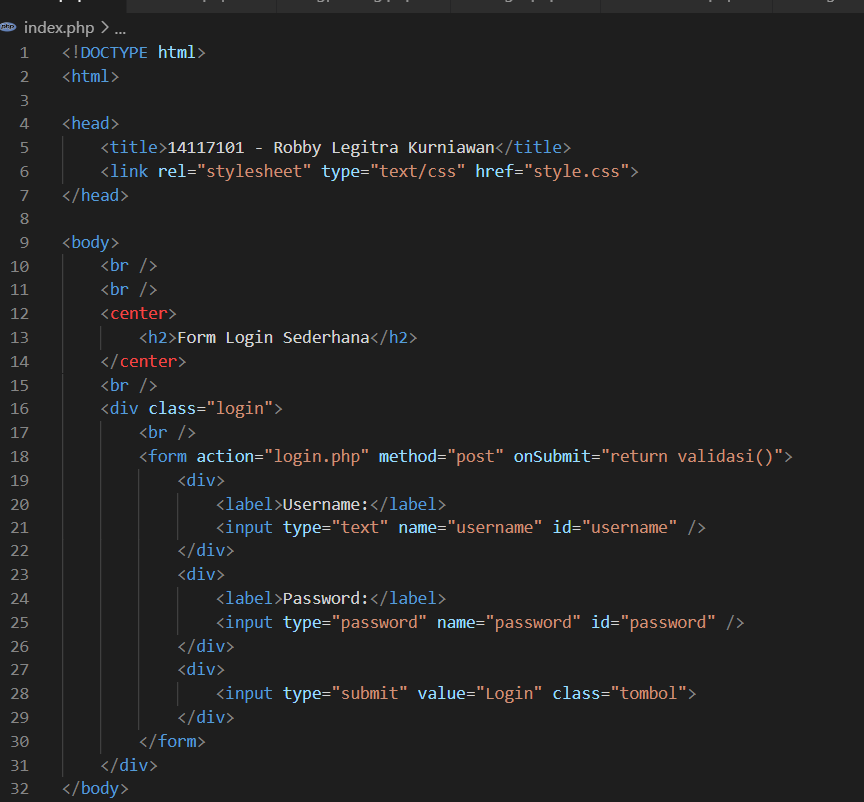 index.php > ...
1 <!DOCTYPE html>
2 <html>
3
4 <head>
5 <title>14117101 - Robby Legitra Kurniawan</title>
6 <link rel="stylesheet" type="text/css" href="style.css">
7 </head>
8
9 <body>
10 <br />
11 <br />
12 <center>
13 <h2>Form Login Sederhana</h2>
14 </center>
15 <br />
16 <div class="login">
17 <br />
18 <form action="login.php" method="post" onSubmit="return validasi()">
19 <div>
20 <label>Username:</label>
21 <input type="text" name="username" id="username" />
22 </div>
23 <div>
24 <label>Password:</label>
25 <input type="password" name="password" id="password" />
26 </div>
27 <div>
28 <input type="submit" value="Login" class="tombol">
29 </div>
30 </form>
31 </div>
32 </body>